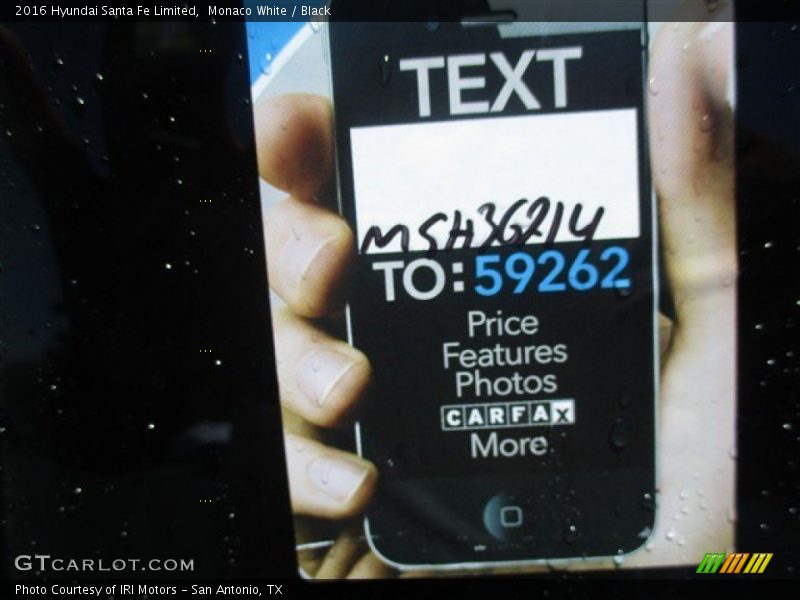 2016 Hyundai Santa Fe Limited,  Monaco White / Black
TEXT
MSH36214
TO: 59262
Price
Features
Photos
CARFAX
More
GTCARLOT.COM
Photo Courtesy of IRI Motors – San Antonio, TX